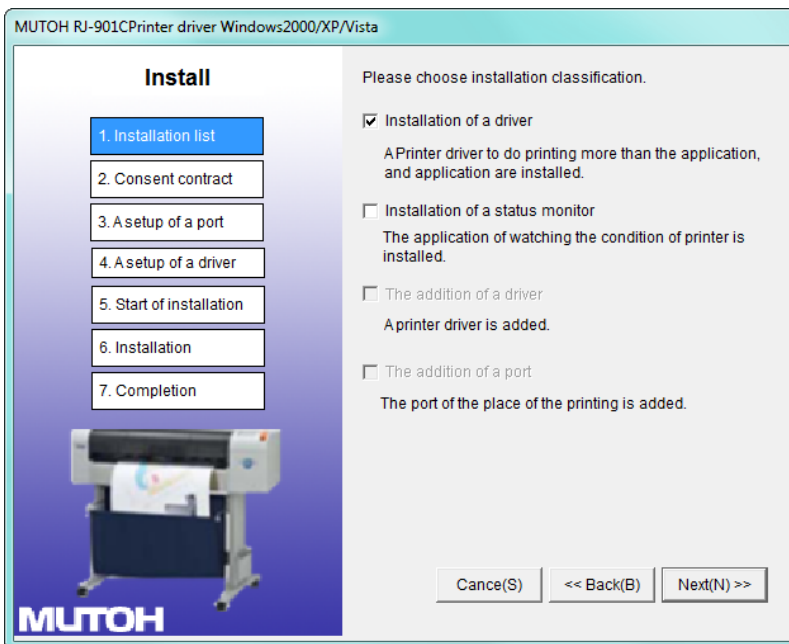 MUTOH RJ-901CPrinter driver Windows2000/XP/Vista
Install
1. Installation list
2. Consent contract
3. A setup of a port
4. A setup of a driver
5. Start of installation
6. Installation
7. Completion
MUTOH
Please choose installation classification.
Installation of a driver
A Printer driver to do printing more than the application,
and application are installed.
Installation of a status monitor
The application of watching the condition of printer is
installed.
The addition of a driver
A printer driver is added.
The addition of a port
The port of the place of the printing is added.
Cance(S)
<< Back(B)
Next(N) >>